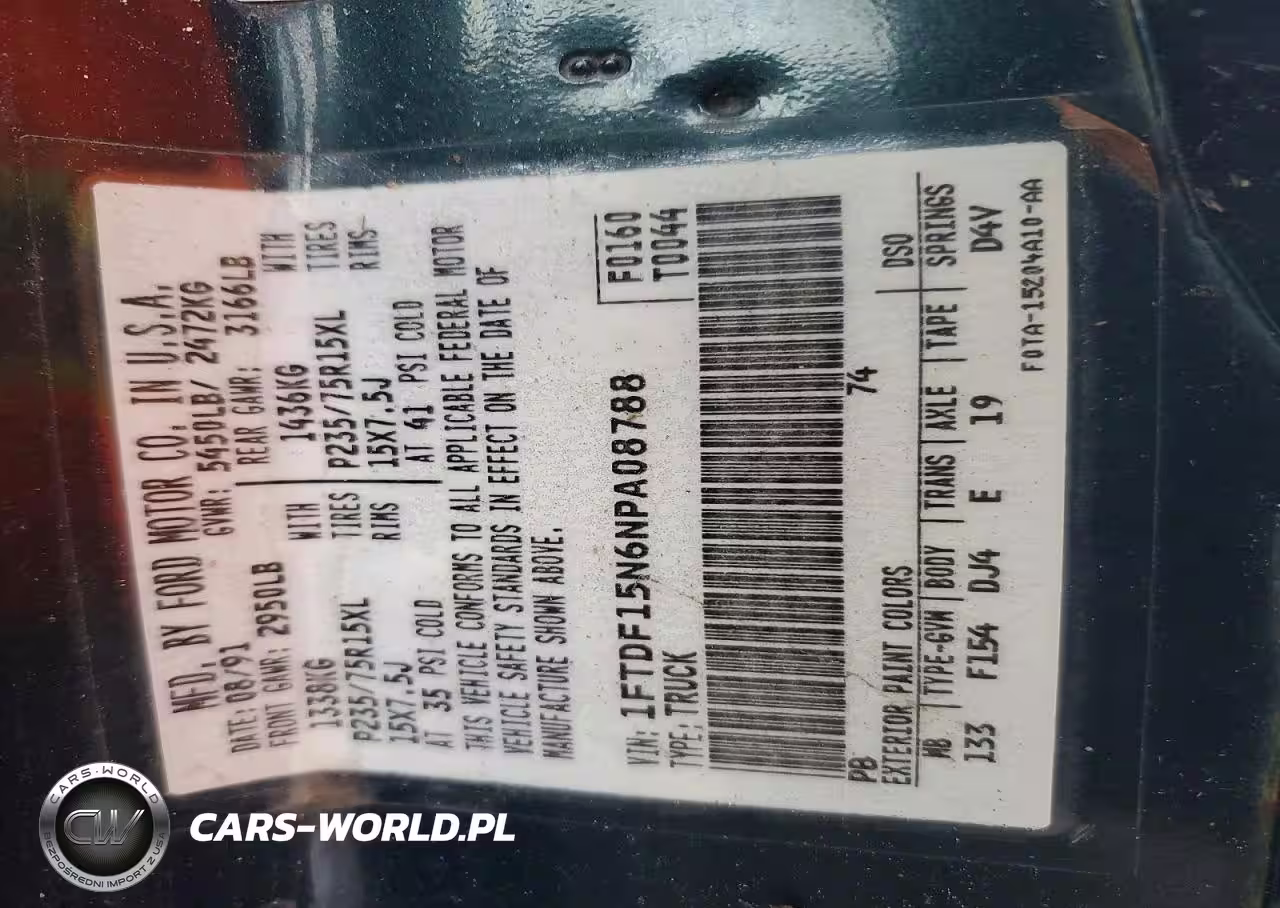 MFD. BY FORD MOTOR CO. IN U.S.A.
DATE: 08/91 GVWR: 5450LB/ 2472KG
FRONT GAWR: 2950LB REAR GAWR: 3166LB
1338KG WITH 1436KG WITH
P235/75R15XL TIRES P235/75R15XL TIRES
15X7.5J RIMS 15X7.5J RIMS
AT 35 PSI COLD AT 41 PSI COLD
THIS VEHICLE CONFORMS TO ALL APPLICABLE FEDERAL MOTOR
VEHICLE SAFETY STANDARDS IN EFFECT ON THE DATE OF
MANUFACTURE SHOWN ABOVE.
F0160
T0044
VIN: 1FTDF15N6NPA08788
TYPE: TRUCK
PB 74
EXTERIOR PAINT COLORS DSO
WB | TYPE-GVW | BODY | TRANS | AXLE | TAPE | SPRINGS
133 F154 DJ4 E 19 D4V
F0TA-15204A10-AA
CARS-WORLD
CW
BEZPOŚREDNI IMPORT Z USA
CARS-WORLD.PL